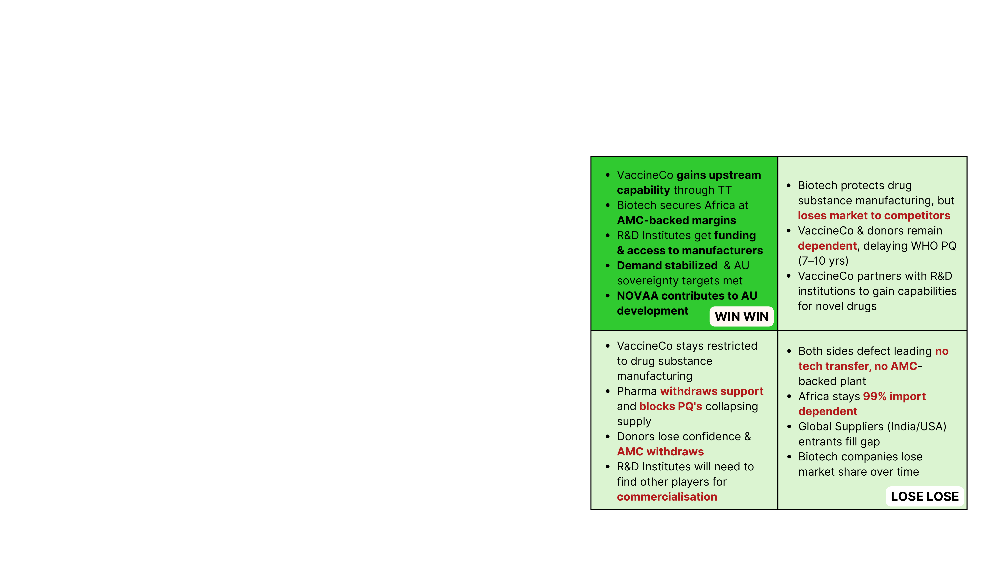 • VaccineCo gains upstream
capability through TT
• Biotech secures Africa at
AMC-backed margins
• R&D Institutes get funding
& access to manufacturers
• Demand stabilized & AU
sovereignty targets met
• NOVAA contributes to AU
development
WIN WIN
• Biotech protects drug
substance manufacturing, but
loses market to competitors
• VaccineCo & donors remain
dependent, delaying WHO PQ
(7–10 yrs)
• VaccineCo partners with R&D
institutions to gain capabilities
for novel drugs
• VaccineCo stays restricted
to drug substance
manufacturing
• Pharma withdraws support
and blocks PQ's collapsing
supply
• Donors lose confidence &
AMC withdraws
• R&D Institutes will need to
find other players for
commercialisation
• Both sides defect leading no
tech transfer, no AMC-
backed plant
• Africa stays 99% import
dependent
• Global Suppliers (India/USA)
entrants fill gap
• Biotech companies lose
market share over time
LOSE LOSE